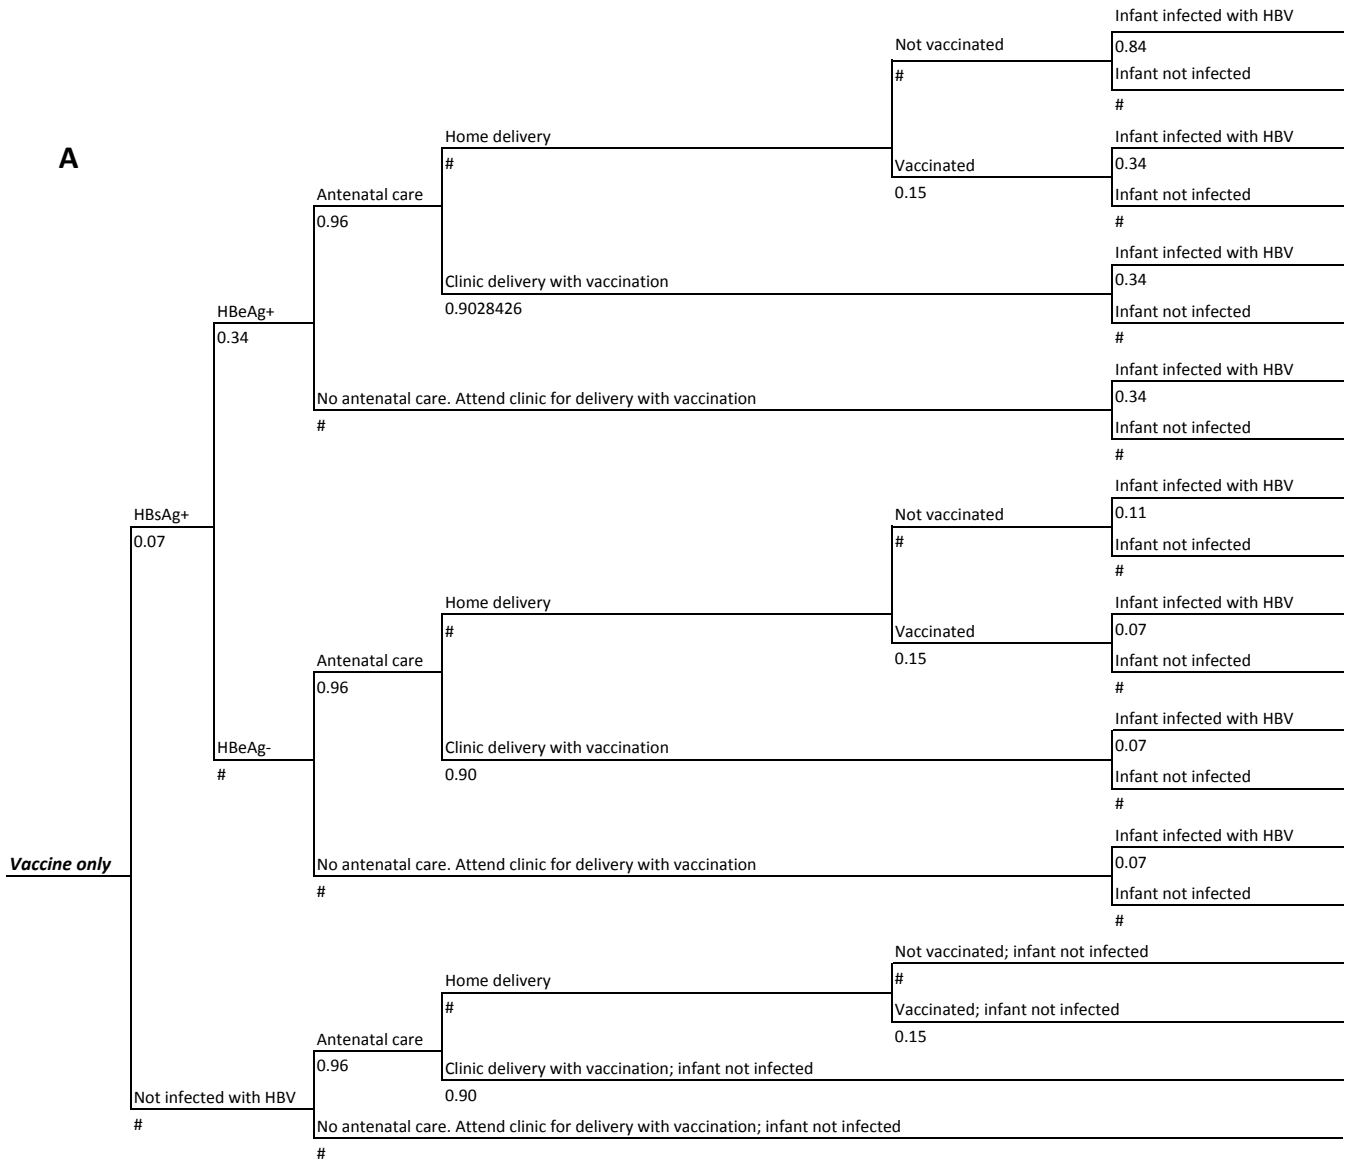 Infant infected with HBV
Not vaccinated
0.84
#
Infant not infected
#
A
Home delivery
Infant infected with HBV
#
Vaccinated
0.34
Antenatal care
0.15
Infant not infected
0.96
#
Infant infected with HBV
Clinic delivery with vaccination
0.34
0.9028426
HBeAg+
Infant not infected
0.34
#
Infant infected with HBV
No antenatal care. Attend clinic for delivery with vaccination
0.34
#
Infant not infected
#
Infant infected with HBV
HBsAg+
Not vaccinated
0.11
0.07
#
Infant not infected
#
Home delivery
Infant infected with HBV
#
Vaccinated
0.07
Antenatal care
0.15
Infant not infected
0.96
#
Infant infected with HBV
HBeAg-
Clinic delivery with vaccination
0.07
#
0.90
Infant not infected
#
Infant infected with HBV
Vaccine only
No antenatal care. Attend clinic for delivery with vaccination
0.07
#
Infant not infected
#
Not vaccinated; infant not infected
Home delivery
#
#
Vaccinated; infant not infected
Antenatal care
0.15
0.96
Clinic delivery with vaccination; infant not infected
Not infected with HBV
0.90
#
No antenatal care. Attend clinic for delivery with vaccination; infant not infected
#